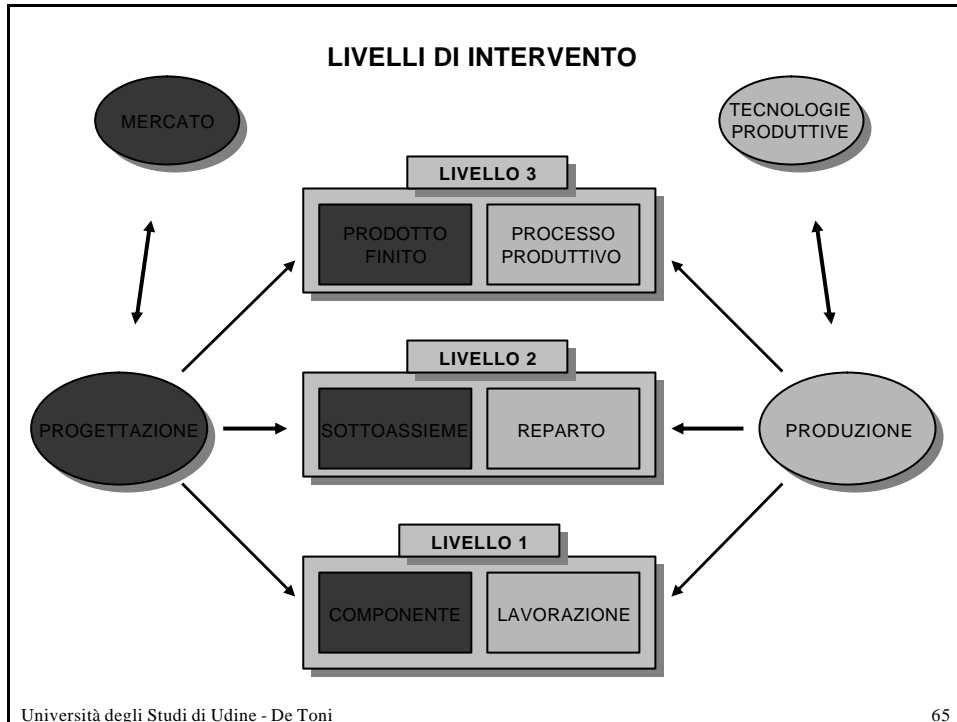 LIVELLI DI INTERVENTO
MERCATO
TECNOLOGIE
PRODUTTIVE
LIVELLO 3
PRODOTTO
FINITO
PROCESSO
PRODUTTIVO
LIVELLO 2
PROGETTAZIONE
SOTTOASSIEME
REPARTO
PRODUZIONE
LIVELLO 1
COMPONENTE
LAVORAZIONE
Università degli Studi di Udine - De Toni
65